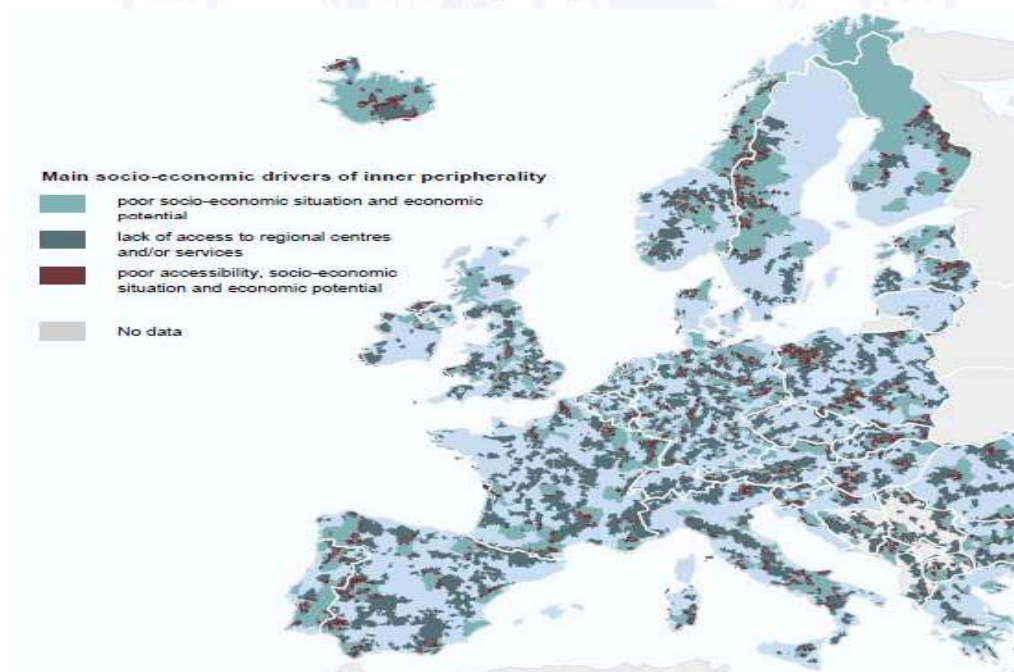 Main socio-economic drivers of inner peripherality
poor socio-economic situation and economic
potential
lack of access to regional centres
and/or services
poor accessibility, socio-economic
situation and economic potential
No data